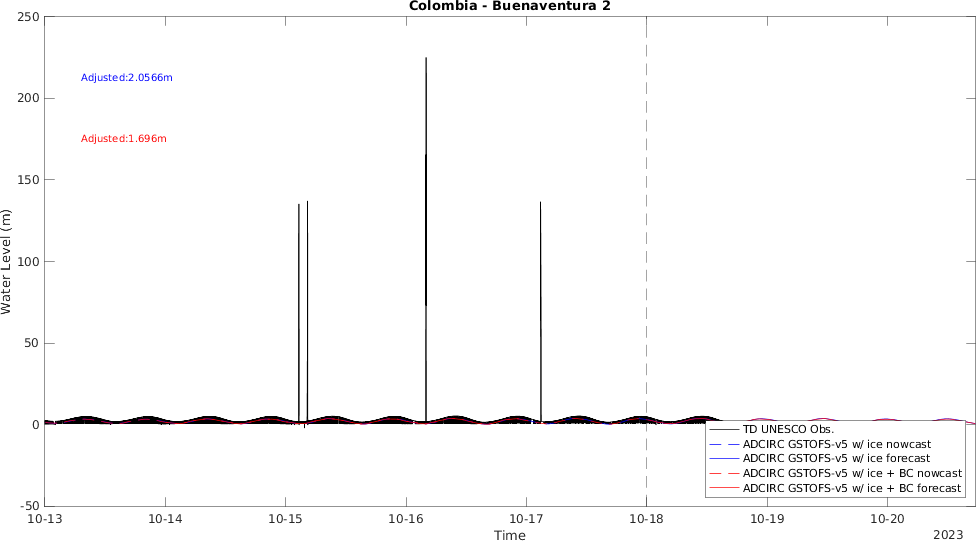 Colombia - Buenaventura 2
250
200
150
100
50
0
-50
Water Level (m)
Adjusted:2.0566m
Adjusted:1.696m
TD UNESCO Obs.
ADCIRC GSTOFS-v5 w/ ice nowcast
ADCIRC GSTOFS-v5 w/ ice forecast
ADCIRC GSTOFS-v5 w/ ice + BC nowcast
ADCIRC GSTOFS-v5 w/ ice + BC forecast
10-13 10-14 10-15 10-16 10-17 10-18 10-19 10-20
Time
2023